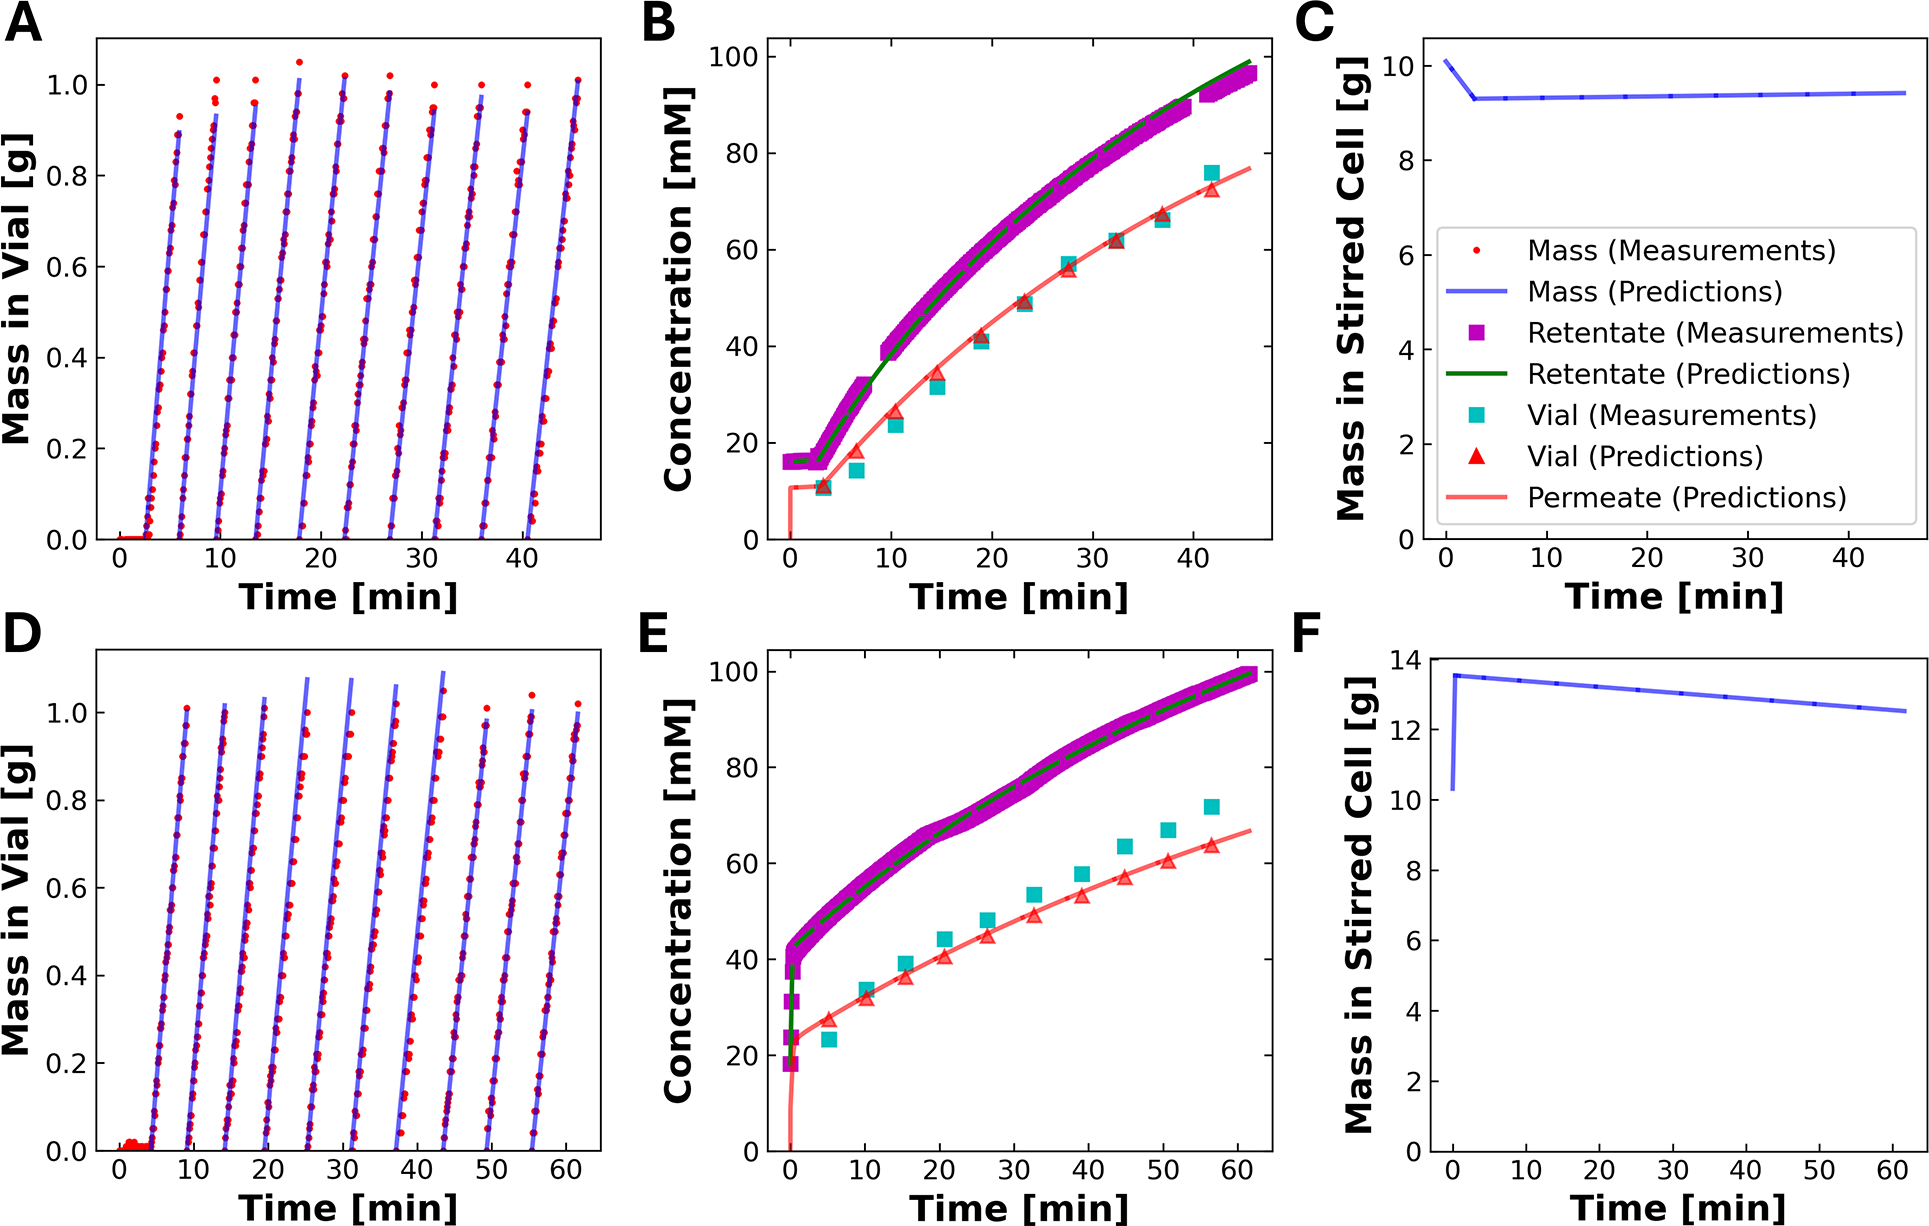 A
Mass in Vial [g]
1.0
0.8
0.6
0.4
0.2
0.0
0 10 20 30 40
Time [min]
B
Concentration [mM]
100
80
60
40
20
0
0 10 20 30 40
Time [min]
C
Mass in Stirred Cell [g]
10
8
6
4
2
0
Mass (Measurements)
Mass (Predictions)
Retentate (Measurements)
Retentate (Predictions)
Vial (Measurements)
Vial (Predictions)
Permeate (Predictions)
0 10 20 30 40
Time [min]
D
Mass in Vial [g]
1.0
0.8
0.6
0.4
0.2
0.0
0 10 20 30 40 50 60
Time [min]
E
Concentration [mM]
100
80
60
40
20
0
0 10 20 30 40 50 60
Time [min]
F
Mass in Stirred Cell [g]
14
12
10
8
6
4
2
0
0 10 20 30 40 50 60
Time [min]